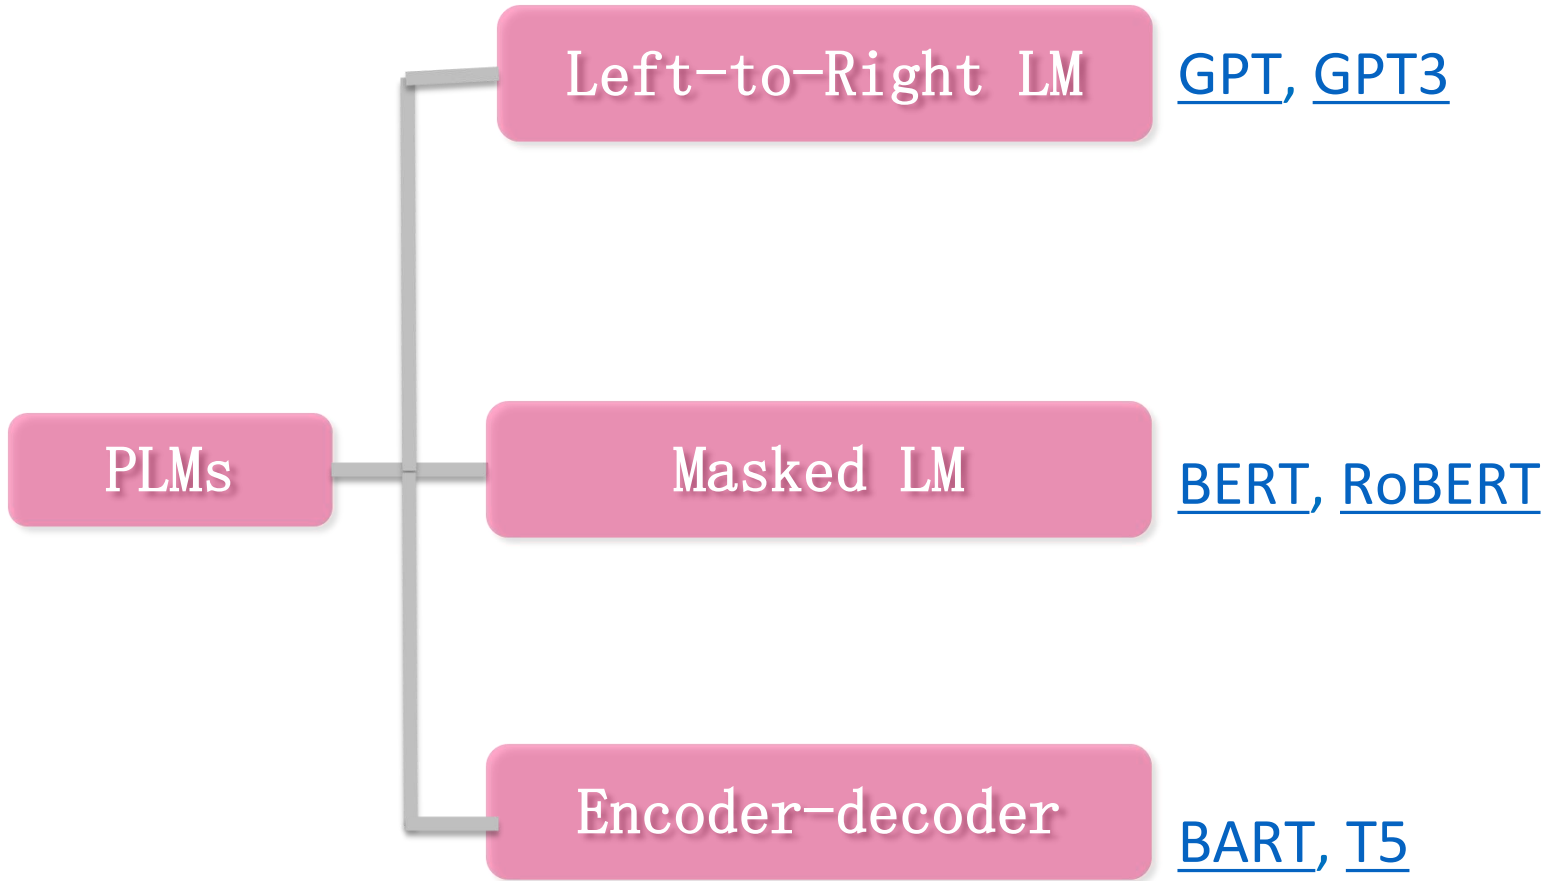 Left-to-Right LM
GPT, GPT3
PLMs
Masked LM
BERT, RoBERT
Encoder-decoder
BART, T5